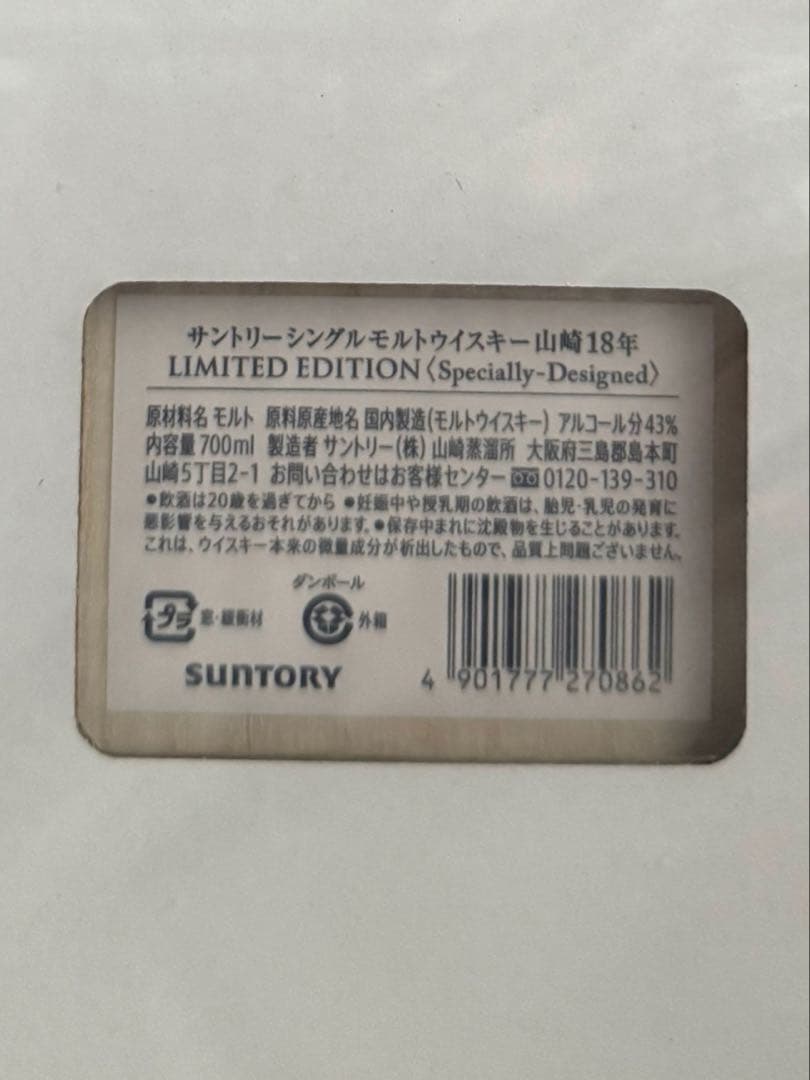 サントリーシングルモルトウイスキー山崎18年
LIMITED EDITION〈Specially-Designed〉
原材料名 モルト 原料原産地名 国内製造(モルトウイスキー) アルコール分43%
内容量700ml 製造者 サントリー(株) 山崎蒸溜所 大阪府三島郡島本町
山崎5丁目2-1 お問い合わせはお客様センター 0120-139-310
●飲酒は20歳を過ぎてから ●妊娠中や授乳期の飲酒は、胎児・乳児の発育に
悪影響を与えるおそれがあります。●保存中まれに沈殿物を生じることがあります。
これは、ウイスキー本来の微量成分が析出したもので、品質上問題ございません。
ダンボール
プラ 窓・緩衝材 外箱
SUNTORY
4 901777 270862